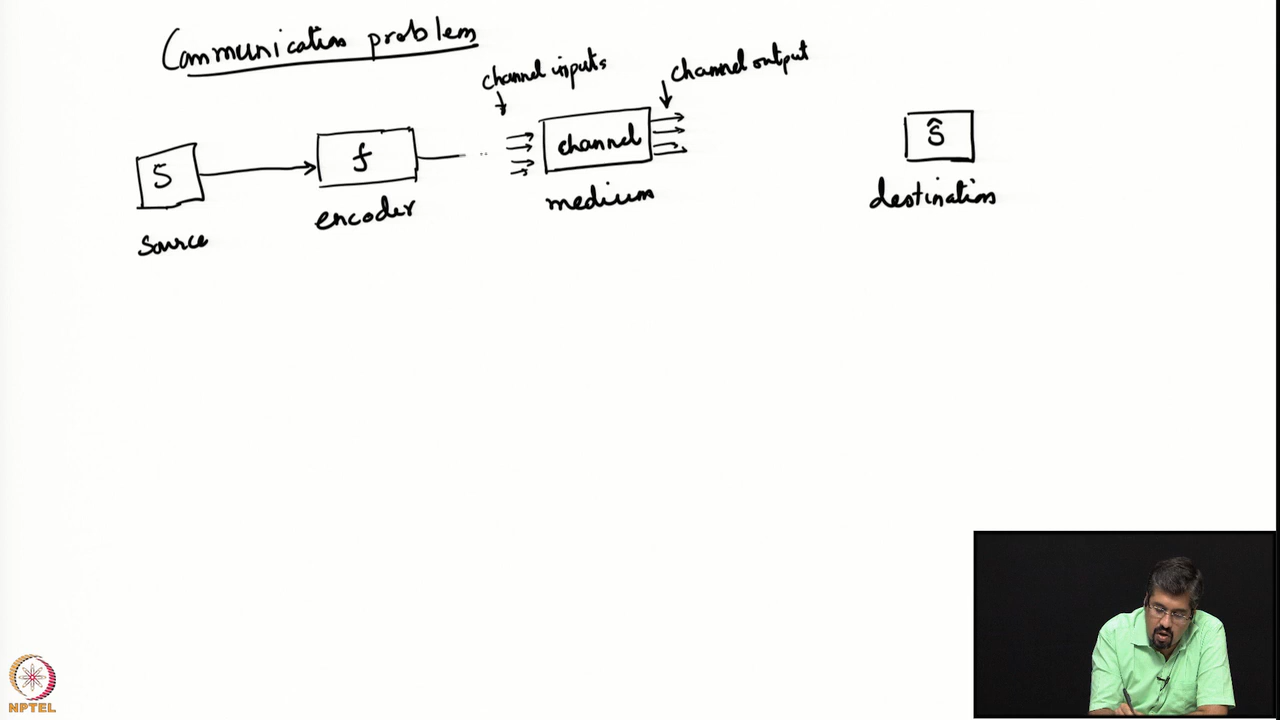 Communication problem
channel inputs
channel output
S
f
channel
Ŝ
source
encoder
medium
destination
NPTEL